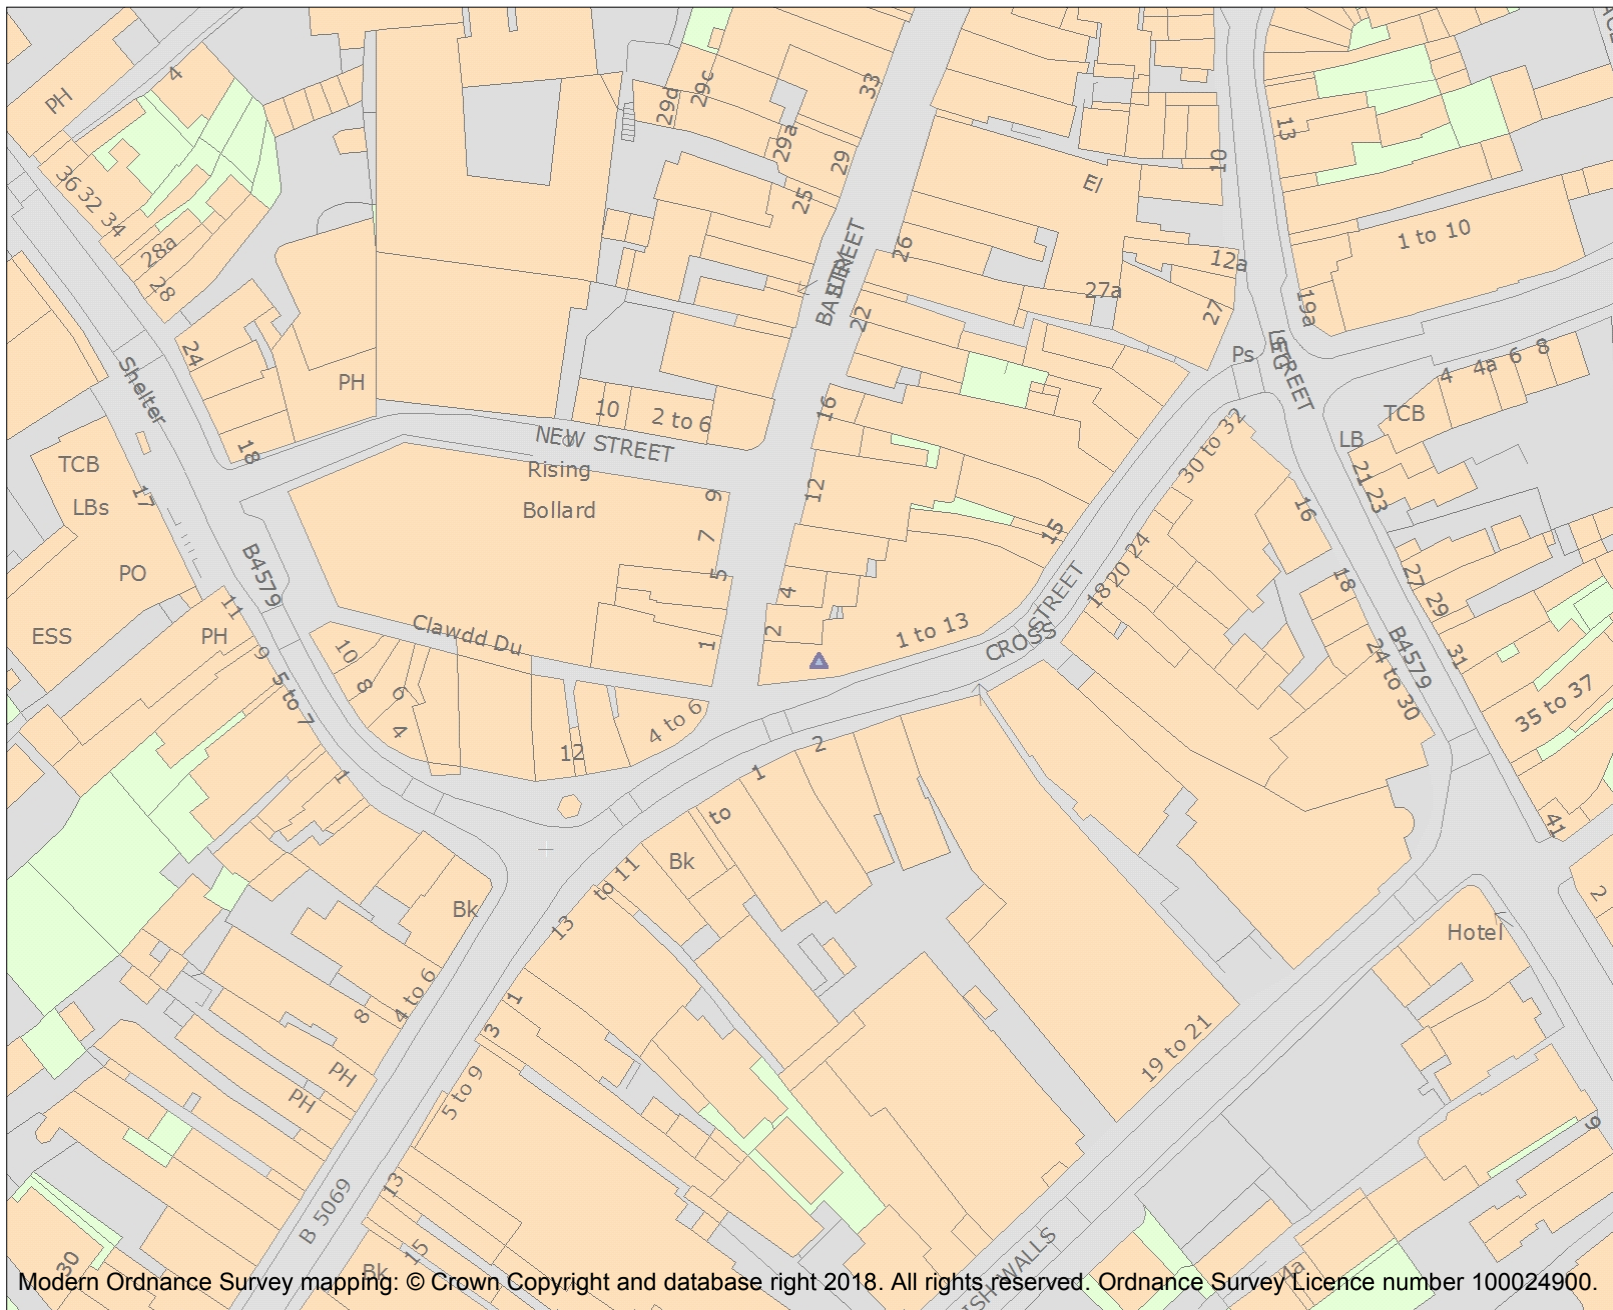 PH
4
29d
29c
33
13
36 32 34
29a
29
10
EI
25
28a
26
1 to 10
12a
28
27a
BAILEY STREET
22
27
19a
24
Shelter
PH
Ps
LEG STREET
4
4a
6
8
10
2 to 6
16
TCB
18
NEW STREET
30 to 32
LB
TCB
Rising
21
23
17
LBs
Bollard
9
12
16
7
15
PO
B4579
5
24
20
18
18
27
29
4
11
Clawdd Du
STREET
ESS
PH
10
2
1 to 13
CROSS
B4579
31
9
8
1
24 to 30
5 to 7
6
4
4 to 6
35 to 37
12
2
1
1
to
41
to 11
Bk
2
Bk
13
Hotel
4 to 6
8
1
3
19 to 21
PH
PH
5 to 9
9
13
B 5069
15
30
Bk
4a
Modern Ordnance Survey mapping: © Crown Copyright and database right 2018. All rights reserved. Ordnance Survey Licence number 100024900.